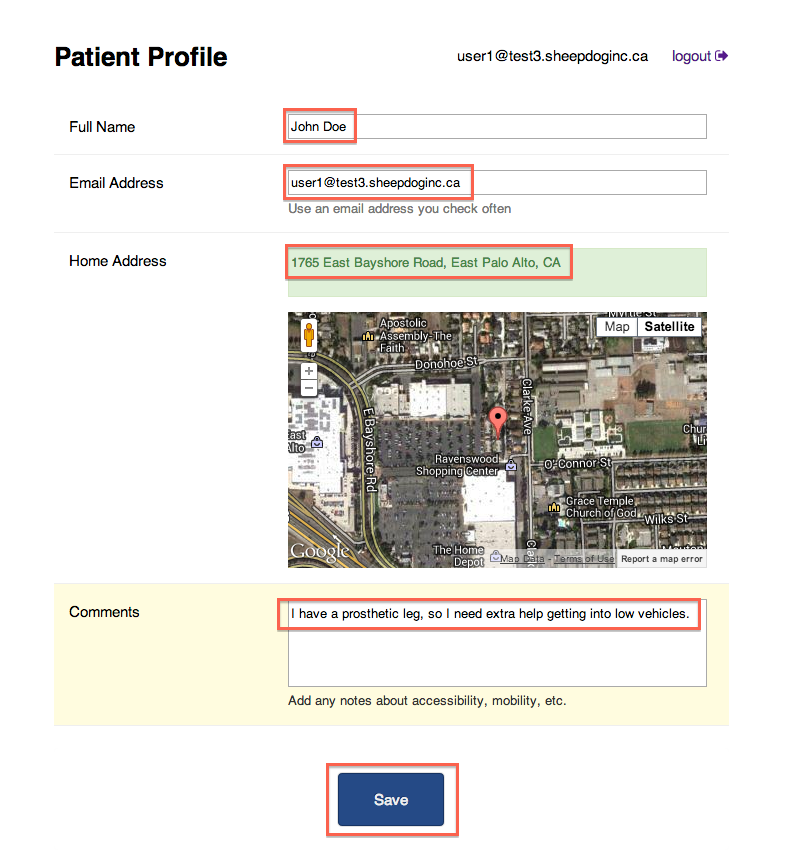 Patient Profile
user1@test3.sheepdoginc.ca logout
Full Name
John Doe
Email Address
user1@test3.sheepdoginc.ca
Use an email address you check often
Home Address
1765 East Bayshore Road, East Palo Alto, CA
Myrtle St
Map Satellite
Apostolic
Assembly-The
Faith
+
−
Donohoe St
Clarke Ave
E Bayshore Rd
East
Alto
Ravenswood
Shopping Center
O'Connor St
Grace Temple
Church of God
Wilks St
Google
The Home
Depot
Map Data - Terms of Use Report a map error
Comments
I have a prosthetic leg, so I need extra help getting into low vehicles.
Add any notes about accessibility, mobility, etc.
Save